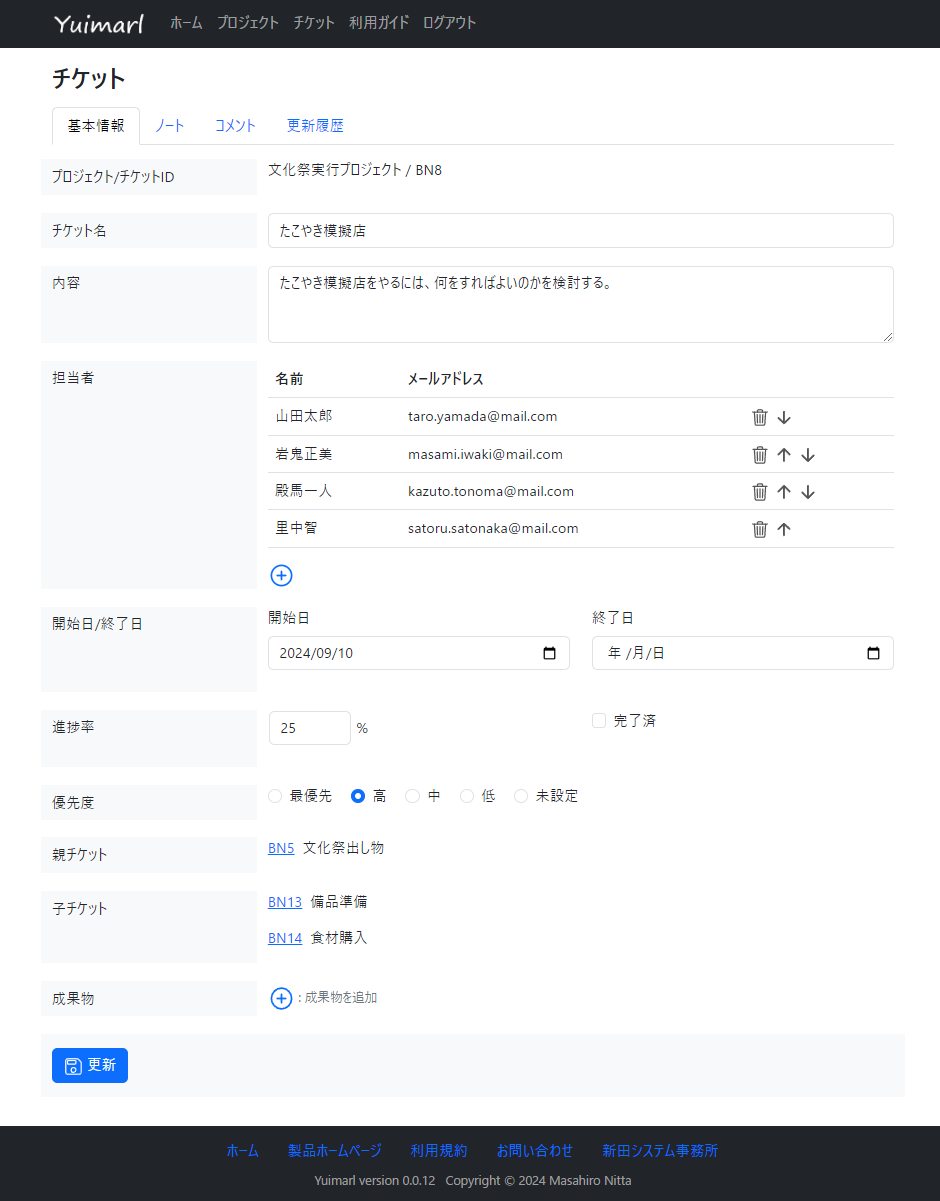 Yuimarl ホーム プロジェクト チケット 利用ガイド ログアウト
チケット
基本情報 ノート コメント 更新履歴
プロジェクト/チケットID 文化祭実行プロジェクト / BN8
チケット名 たこやき模擬店
内容 たこやき模擬店をやるには、何をすればよいのかを検討する。
担当者 名前 メールアドレス
山田太郎 taro.yamada@mail.com
岩鬼正美 masami.iwaki@mail.com
殿馬一人 kazuto.tonoma@mail.com
里中智 satoru.satonaka@mail.com
開始日/終了日 開始日 終了日
2024/09/10 年 /月/日
進捗率 25 % 完了済
優先度 最優先 高 中 低 未設定
親チケット BN5 文化祭出し物
子チケット BN13 備品準備
BN14 食材購入
成果物 : 成果物を追加
更新
ホーム 製品ホームページ 利用規約 お問い合わせ 新田システム事務所
Yuimarl version 0.0.12 Copyright © 2024 Masahiro Nitta